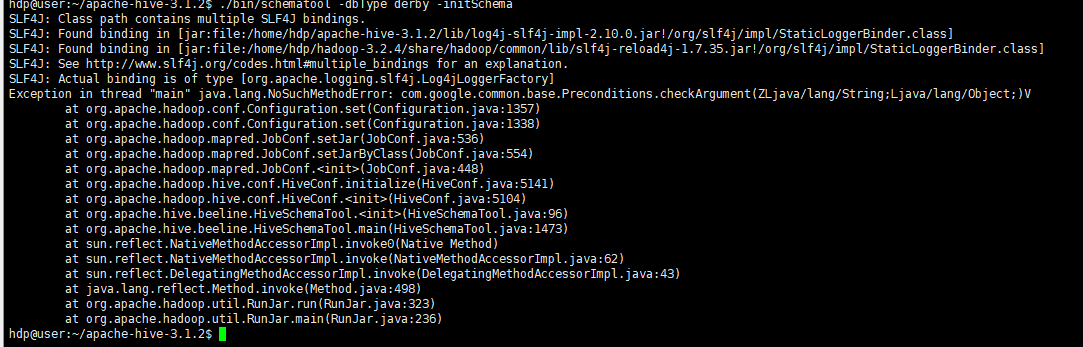 hdp@user:~/apache-hive-3.1.2$ ./bin/schematool -dbType derby -initSchema
SLF4J: Class path contains multiple SLF4J bindings.
SLF4J: Found binding in [jar:file:/home/hdp/apache-hive-3.1.2/lib/log4j-slf4j-impl-2.10.0.jar!/org/slf4j/impl/StaticLoggerBinder.class]
SLF4J: Found binding in [jar:file:/home/hdp/hadoop-3.2.4/share/hadoop/common/lib/slf4j-reload4j-1.7.35.jar!/org/slf4j/impl/StaticLoggerBinder.class]
SLF4J: See http://www.slf4j.org/codes.html#multiple_bindings for an explanation.
SLF4J: Actual binding is of type [org.apache.logging.slf4j.Log4jLoggerFactory]
Exception in thread "main" java.lang.NoSuchMethodError: com.google.common.base.Preconditions.checkArgument(ZLjava/lang/String;Ljava/lang/Object;)V
at org.apache.hadoop.conf.Configuration.set(Configuration.java:1357)
at org.apache.hadoop.conf.Configuration.set(Configuration.java:1338)
at org.apache.hadoop.mapred.JobConf.setJar(JobConf.java:536)
at org.apache.hadoop.mapred.JobConf.setJarByClass(JobConf.java:554)
at org.apache.hadoop.mapred.JobConf.<init>(JobConf.java:448)
at org.apache.hadoop.hive.conf.HiveConf.initialize(HiveConf.java:5141)
at org.apache.hadoop.hive.conf.HiveConf.<init>(HiveConf.java:5104)
at org.apache.hive.beeline.HiveSchemaTool.<init>(HiveSchemaTool.java:96)
at org.apache.hive.beeline.HiveSchemaTool.main(HiveSchemaTool.java:1473)
at sun.reflect.NativeMethodAccessorImpl.invoke0(Native Method)
at sun.reflect.NativeMethodAccessorImpl.invoke(NativeMethodAccessorImpl.java:62)
at sun.reflect.DelegatingMethodAccessorImpl.invoke(DelegatingMethodAccessorImpl.java:43)
at java.lang.reflect.Method.invoke(Method.java:498)
at org.apache.hadoop.util.RunJar.run(RunJar.java:323)
at org.apache.hadoop.util.RunJar.main(RunJar.java:236)
hdp@user:~/apache-hive-3.1.2$